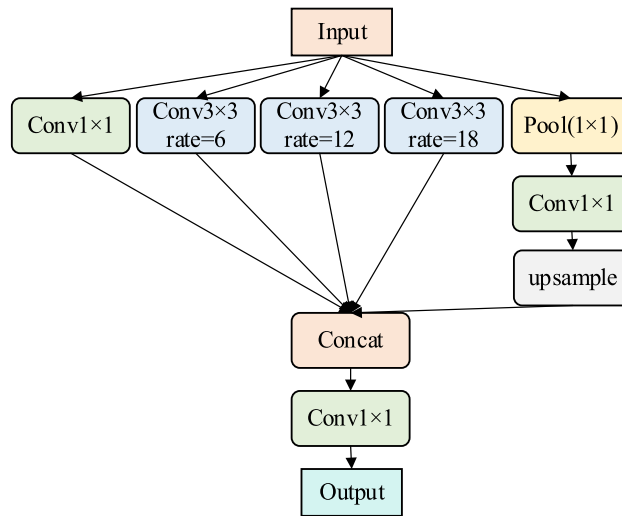 Input
Conv1×1
Conv3×3
rate=6
Conv3×3
rate=12
Conv3×3
rate=18
Pool(1×1)
Conv1×1
upsample
Concat
Conv1×1
Output